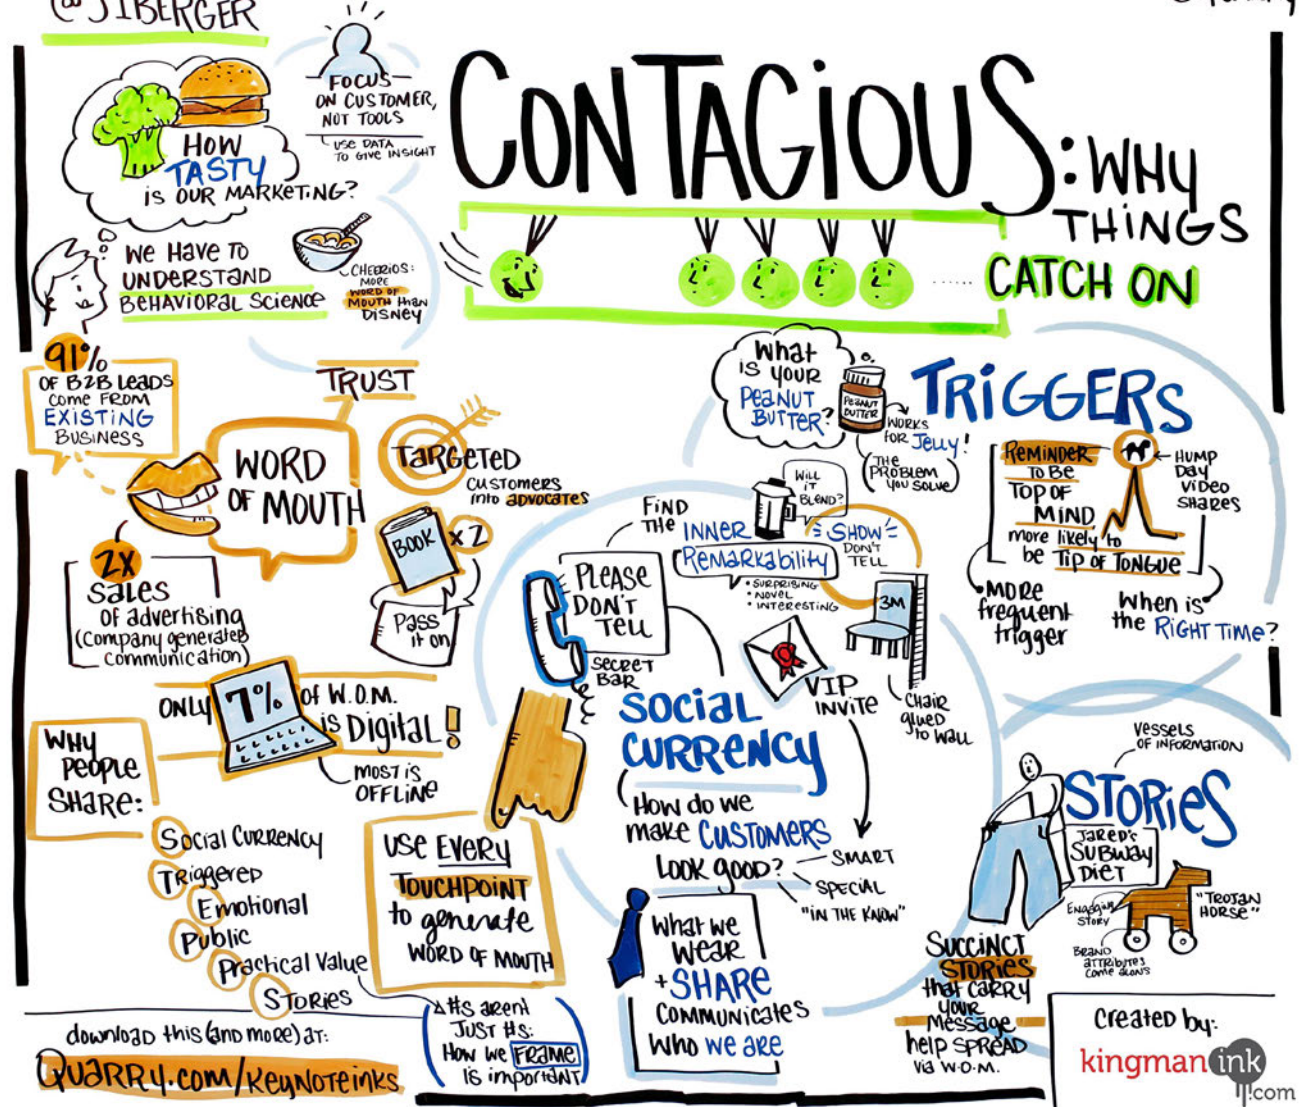 @J1BERGER
CONTAGIOUS:
WHY
THINGS
CATCH ON
HOW
TASTY
is OUR MARKETING?
FOCUS
ON CUSTOMER,
NOT TOOLS
USE DATA
TO GIVE INSIGHT
WE HAVE TO
UNDERSTAND
BEHAVIORAL SCIENCE
CHEERIOS:
MORE
WORD OF
MOUTH than
DISNEY
91%
OF B2B LEADS
COME FROM
EXISTING
BUSINESS
TRUST
WORD
OF MOUTH
TARGETED
CUSTOMERS
into ADVOCATES
BOOK x 2
Pass
it on
2X
SALES
OF advertising
(Company generated
communication)
ONLY 7% of W.O.M.
is Digital!
MOST IS
OFFLINE
WHY
PEOPLE
SHARE:
Social Currency
Triggered
Emotional
Public
Practical Value
Stories
USE EVERY
TOUCHPOINT
to generate
WORD OF MOUTH
#s arent
JUST #s:
How we FRAME
is important
download this (and more) at:
QUARRY.com/KeyNoteinks
What
is YOUR
PEANUT
BUTTER?
PEANUT
BUTTER
WORKS
FOR Jelly!
(THE
PROBLEM
YOU SOLVE)
TRIGGERS
REMINDER
TO BE
TOP OF
MIND
more likely to
be Tip of Tongue
HUMP
DAY
VIDEO
SHARES
MORE
frequent
trigger
When is
the RIGHT TIME?
FIND
THE INNER
REMARKABILITY
• SURPRISING
• NOVEL
• INTERESTING
WILL
IT
BLEND?
SHOW
DON'T
TELL
3M
CHAIR
glued
to wall
PLEASE
DON'T
TELL
SECRET
BAR
VIP
INVITE
SOCIAL
CURRENCY
HOW do we
make CUSTOMERS
LOOK good?
SMART
SPECIAL
"IN THE KNOW"
What we
WEAR
+ SHARE
COMMUNICATES
WHO WE ARE
VESSELS
OF INFORMATION
STORIES
JARED'S
SUBWAY
DIET
ENGAGING
STORY
"TROJAN
HORSE"
BRAND
ATTRIBUTES
COME ALONG
SUCCINCT
STORIES
that CARRY
YOUR
MESSAGE
help SPREAD
via W.O.M.
Created by:
kingman ink
.com